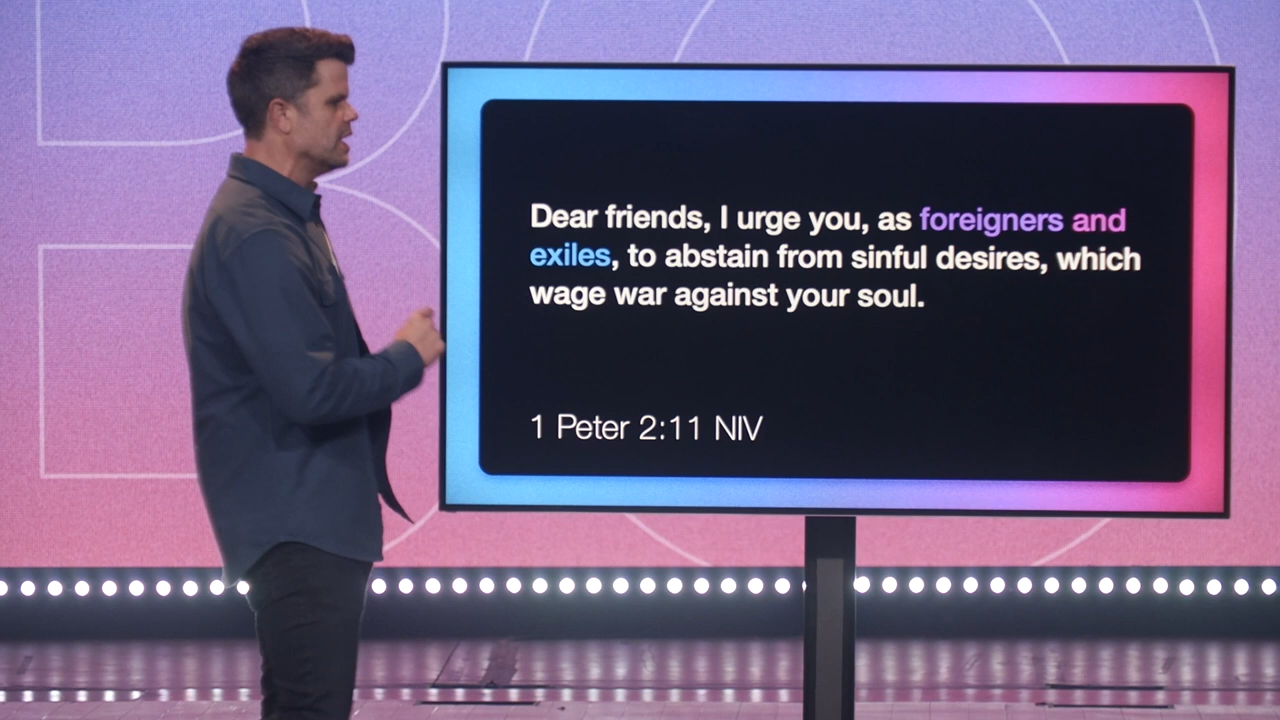 Dear friends, I urge you, as foreigners and
exiles, to abstain from sinful desires, which
wage war against your soul.
1 Peter 2:11 NIV